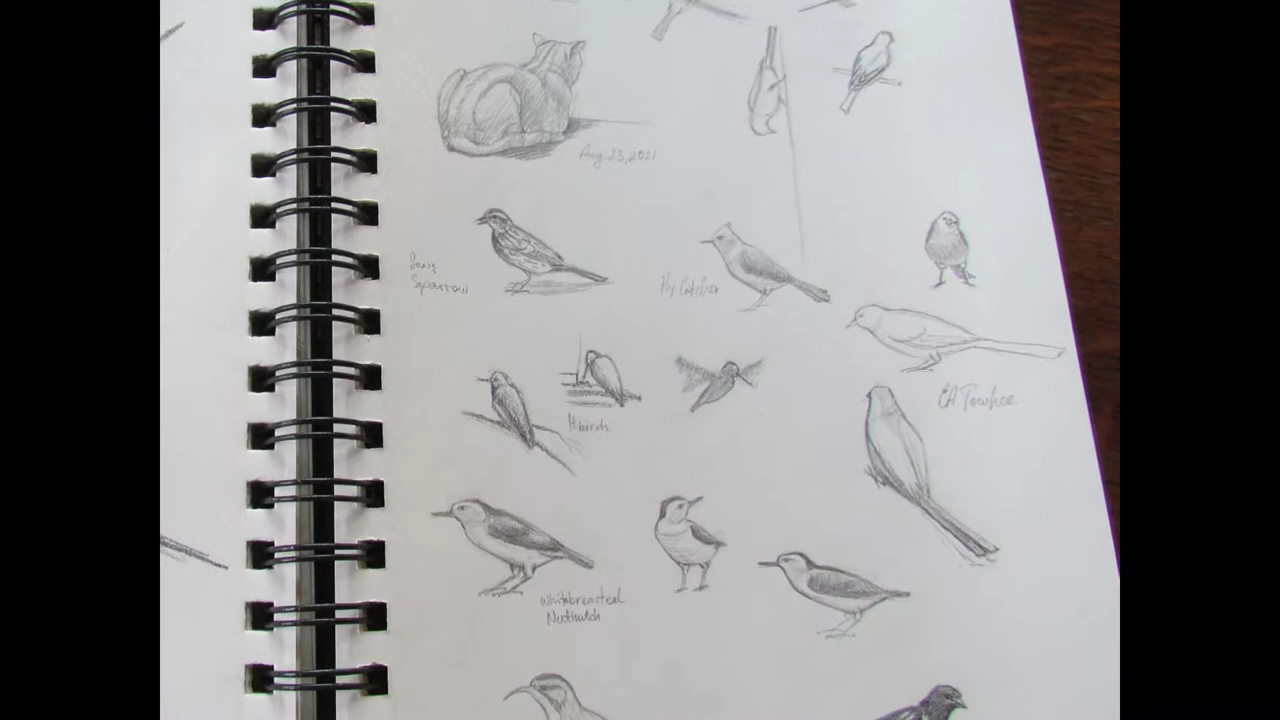 Aug. 23, 2021
Song
Sparrow
Fly Catcher
CA Towhee
Hbirds
Whitebreasted
Nuthatch